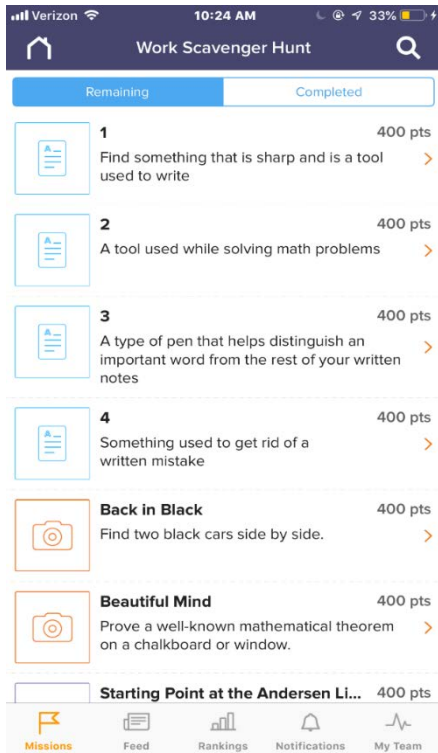 Verizon 10:24 AM 33%
Work Scavenger Hunt
Remaining Completed
1 400 pts
Find something that is sharp and is a tool
used to write
2 400 pts
A tool used while solving math problems
3 400 pts
A type of pen that helps distinguish an
important word from the rest of your written
notes
4 400 pts
Something used to get rid of a
written mistake
Back in Black 400 pts
Find two black cars side by side.
Beautiful Mind 400 pts
Prove a well-known mathematical theorem
on a chalkboard or window.
Starting Point at the Andersen Li... 400 pts
Missions Feed Rankings Notifications My Team